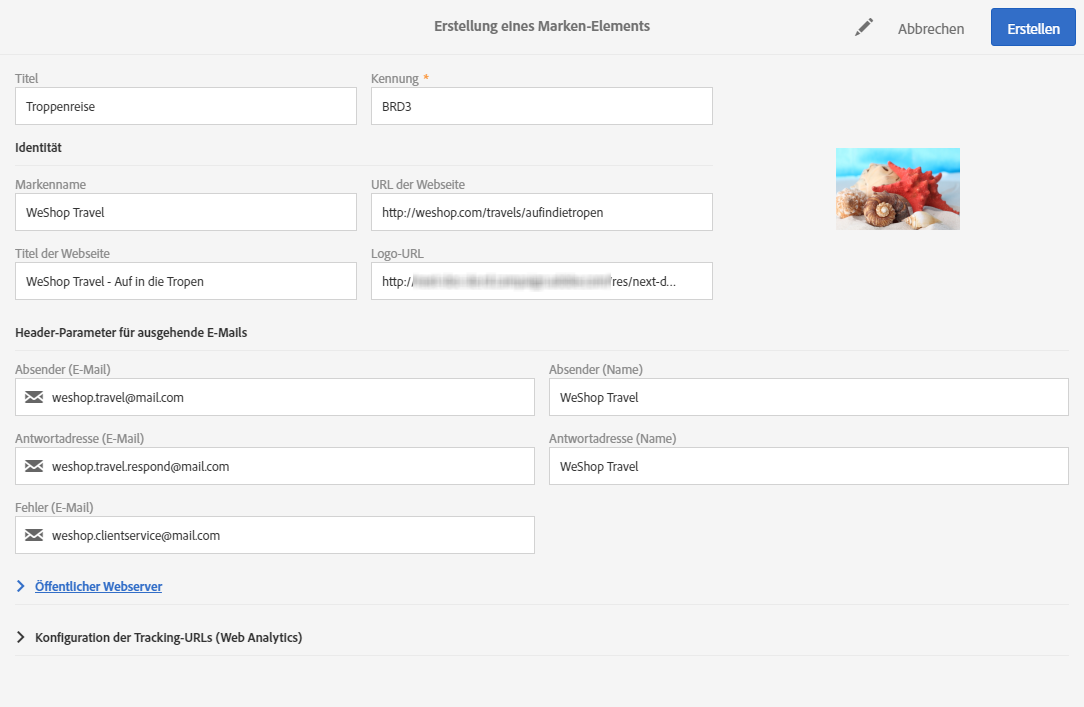 Erstellung eines Marken-Elements
Abbrechen
Erstellen
Titel
Kennung *
Troppenreise
BRD3
Identität
Markenname
URL der Webseite
WeShop Travel
http://weshop.com/travels/aufindietropen
Titel der Webseite
Logo-URL
WeShop Travel - Auf in die Tropen
http:/ res/next-d...
Header-Parameter für ausgehende E-Mails
Absender (E-Mail)
Absender (Name)
weshop.travel@mail.com
WeShop Travel
Antwortadresse (E-Mail)
Antwortadresse (Name)
weshop.travel.respond@mail.com
WeShop Travel
Fehler (E-Mail)
weshop.clientservice@mail.com
Öffentlicher Webserver
Konfiguration der Tracking-URLs (Web Analytics)